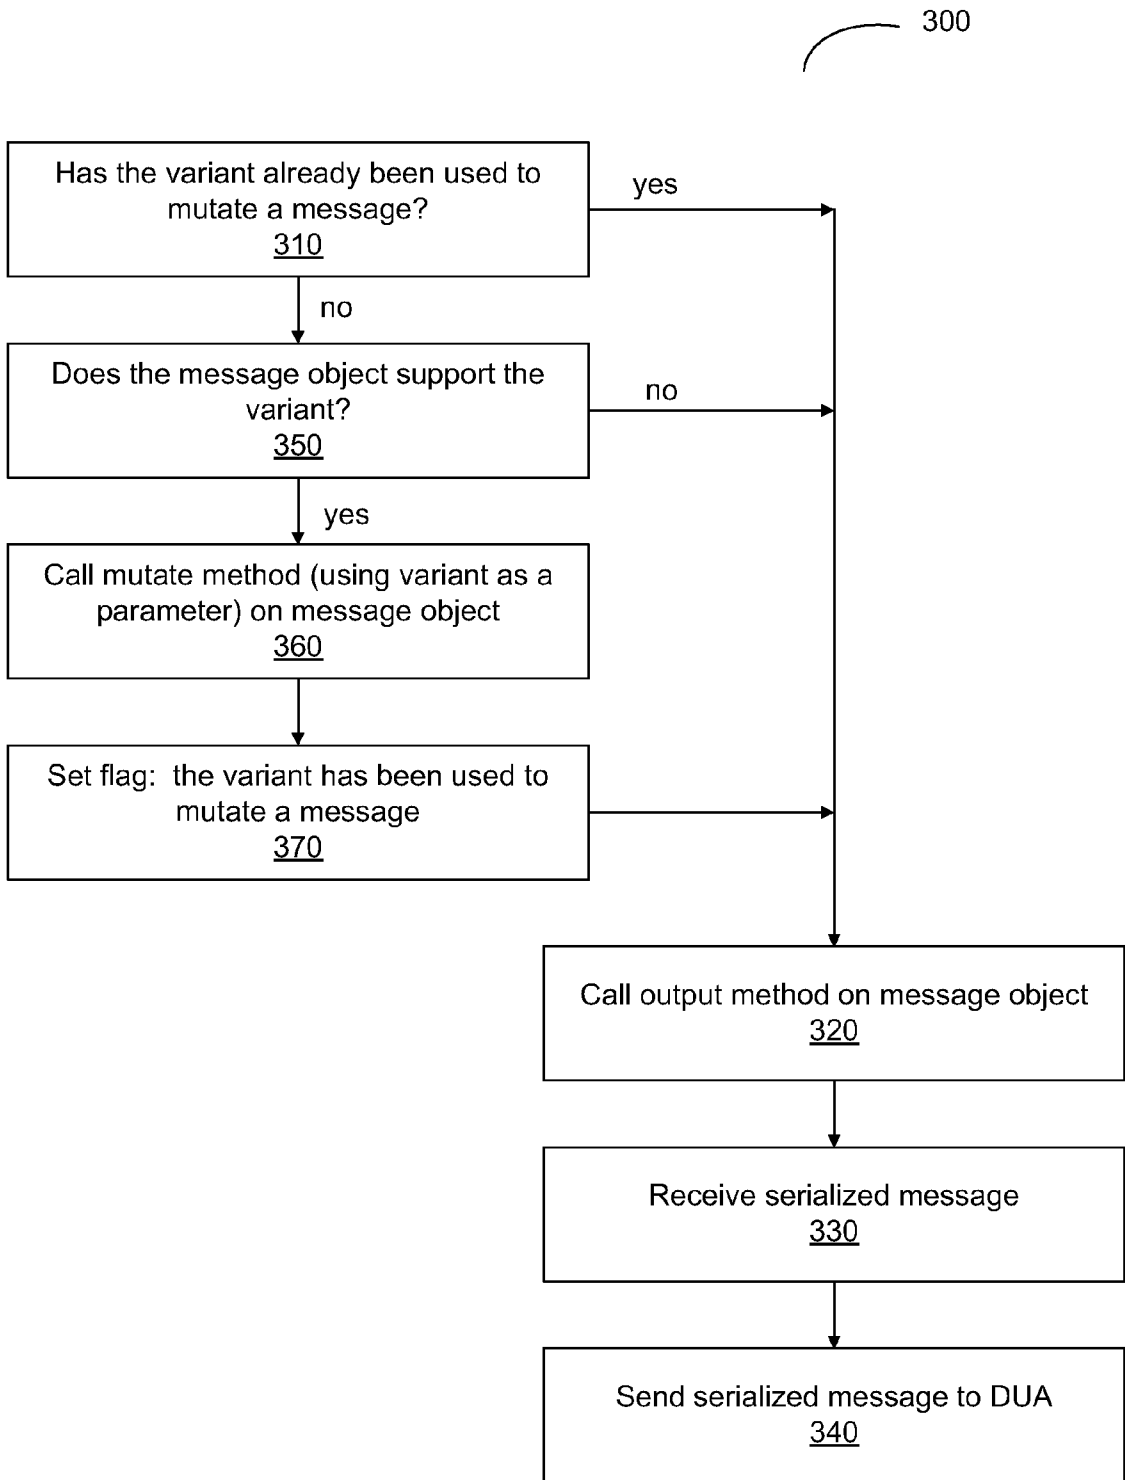 300
Has the variant already been used to
mutate a message?
310
yes
no
Does the message object support the
variant?
350
no
yes
Call mutate method (using variant as a
parameter) on message object
360
Set flag:  the variant has been used to
mutate a message
370
Call output method on message object
320
Receive serialized message
330
Send serialized message to DUA
340